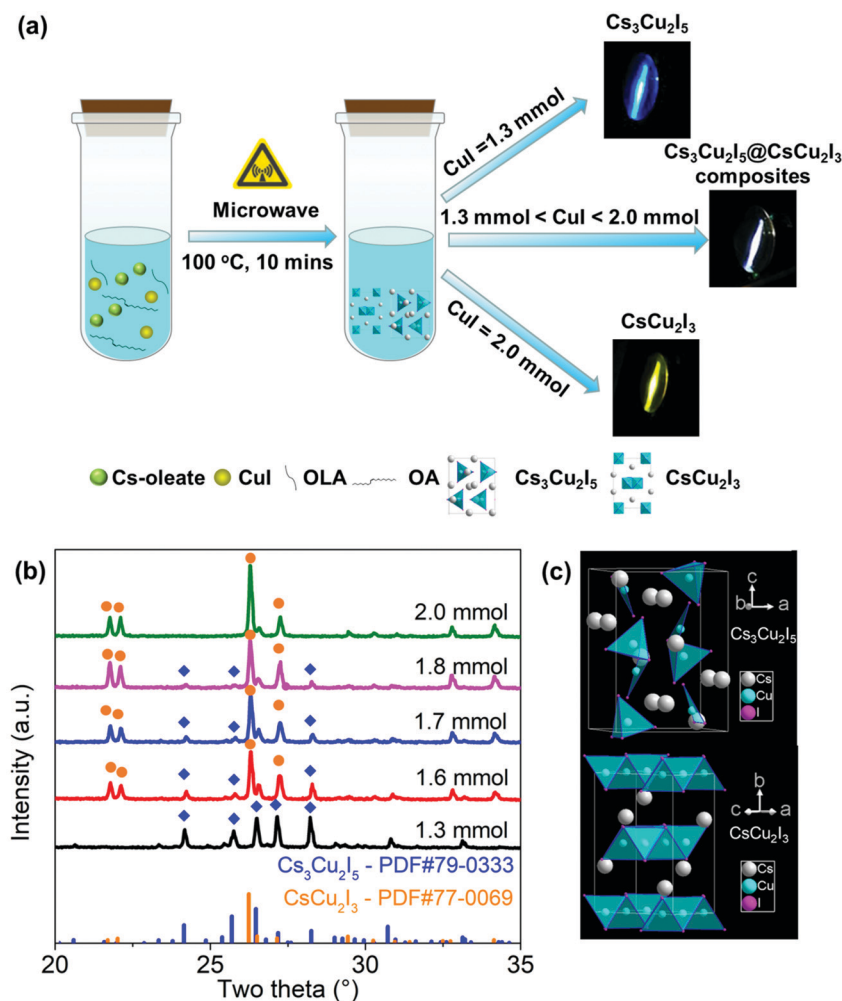 (a)
Cs₃Cu₂I₅
CuI =1.3 mmol
Cs₃Cu₂I₅@CsCu₂I₃
composites
Microwave
1.3 mmol < CuI < 2.0 mmol
100 °C, 10 mins
CuI = 2.0 mmol
CsCu₂I₃
Cs-oleate CuI OLA OA Cs₃Cu₂I₅ CsCu₂I₃
(b)
Intensity (a.u.)
2.0 mmol
1.8 mmol
1.7 mmol
1.6 mmol
1.3 mmol
Cs₃Cu₂I₅ - PDF#79-0333
CsCu₂I₃ - PDF#77-0069
20 25 30 35
Two theta (°)
(c)
c
b a
Cs₃Cu₂I₅
Cs
Cu
I
b
c a
CsCu₂I₃
Cs
Cu
I